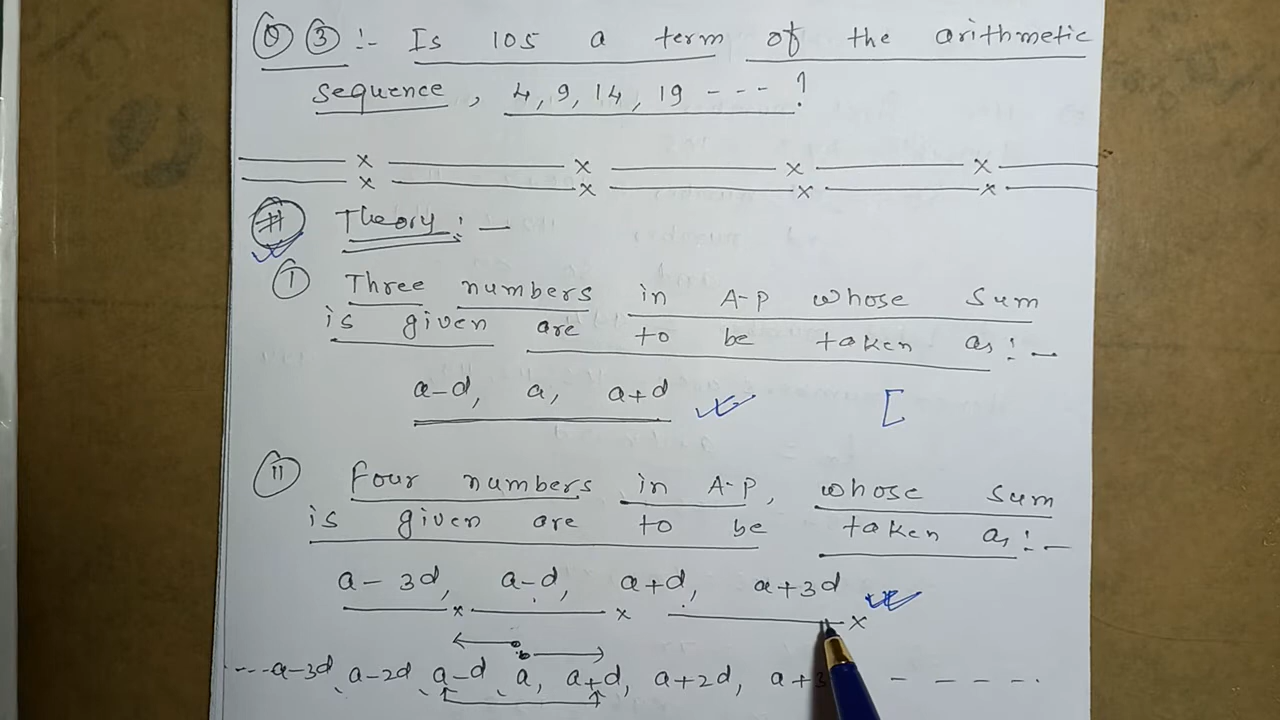 Q 3 :- Is 105 a term of the arithmetic
sequence, 4, 9, 14, 19 --- ?
# Theory :-
I Three numbers in A-P whose sum
is given are to be taken as :-
a-d, a, a+d [
II Four numbers in A-P, whose sum
is given are to be taken as :-
a-3d, a-d, a+d, a+3d
---a-3d, a-2d, a-d, a, a+d, a+2d, a+3 - - - - -